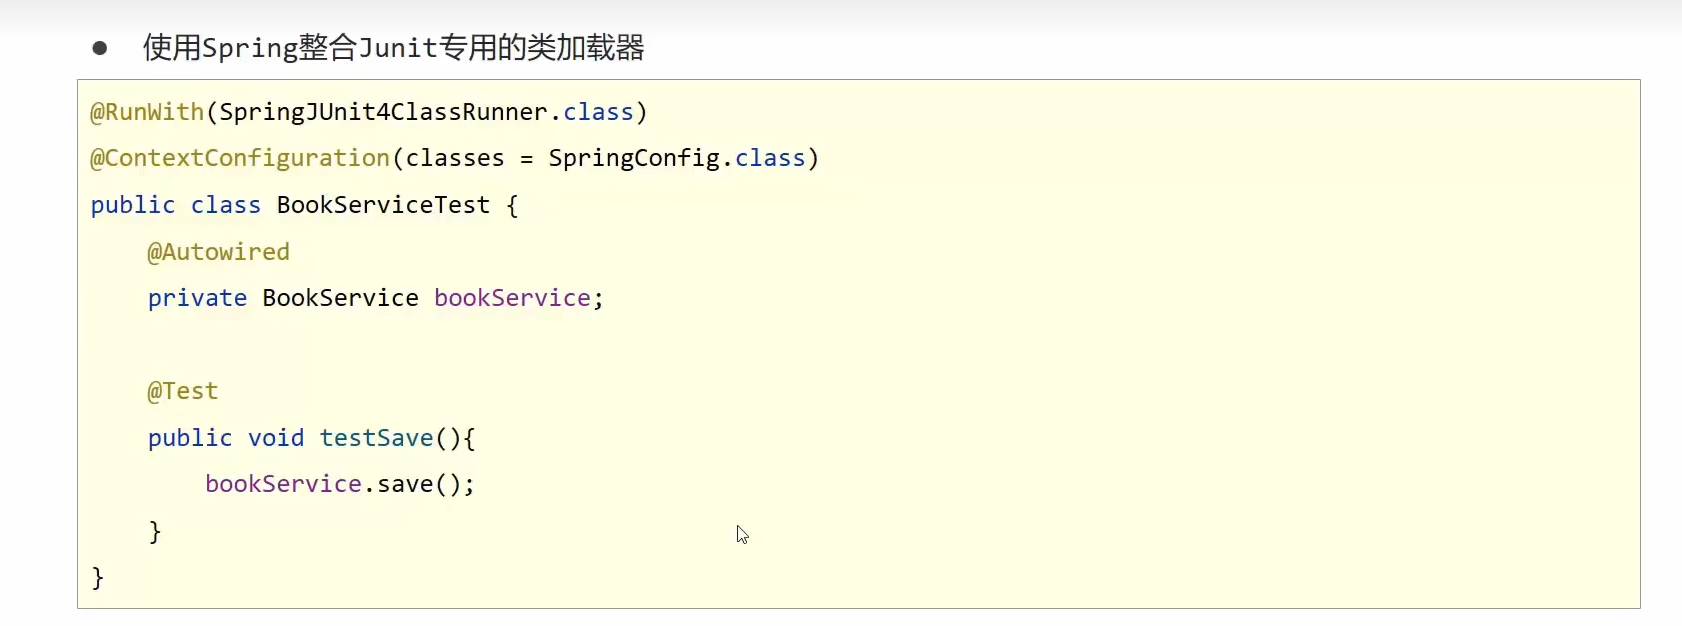 ● 使用Spring整合Junit专用的类加载器
@RunWith(SpringJUnit4ClassRunner.class)
@ContextConfiguration(classes = SpringConfig.class)
public class BookServiceTest {
    @Autowired
    private BookService bookService;

    @Test
    public void testSave(){
        bookService.save();
    }
}